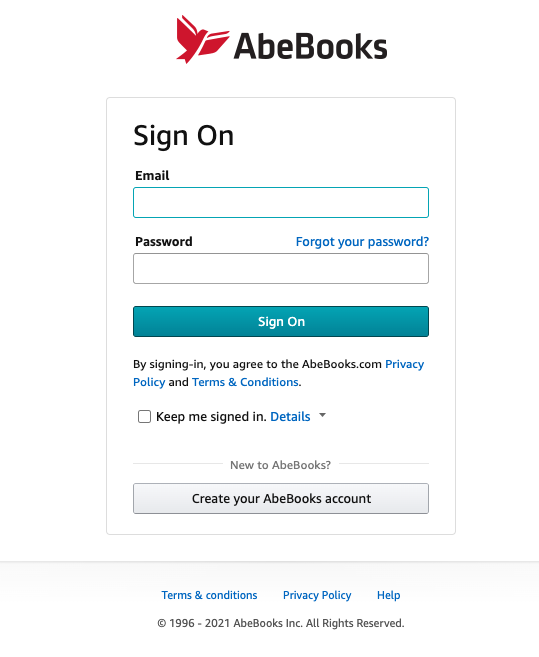 AbeBooks
Sign On
Email
Password Forgot your password?
Sign On
By signing-in, you agree to the AbeBooks.com Privacy
Policy and Terms & Conditions.
Keep me signed in. Details
New to AbeBooks?
Create your AbeBooks account
Terms & conditions Privacy Policy Help
© 1996 - 2021 AbeBooks Inc. All Rights Reserved.